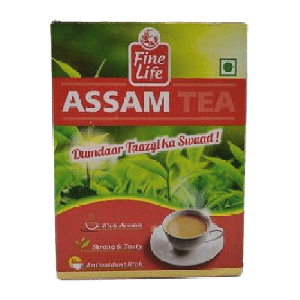 Fine
Life
ASSAM TEA
Dumdaar Taazgi ka Swaad !
Rich Aroma
Strong & Tasty
Antioxidant Rich